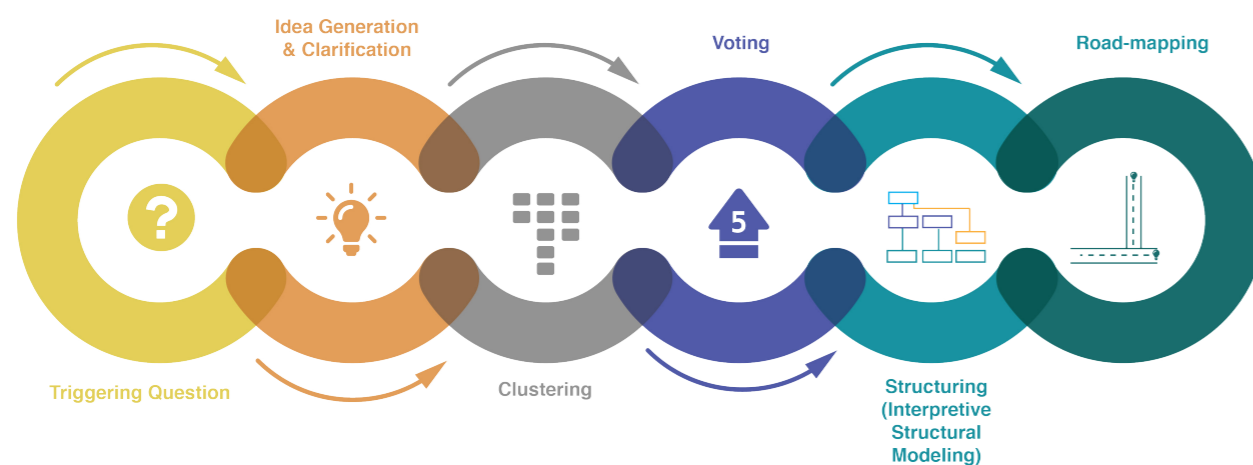 Idea Generation
& Clarification
Voting
Road-mapping
?
5
Triggering Question
Clustering
Structuring
(Interpretive
Structural
Modeling)